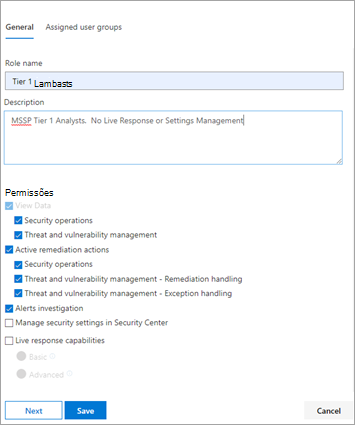 General Assigned user groups
Role name
Tier 1 Lambasts
Description
MSSP Tier 1 Analysts. No Live Response or Settings Management
Permissões
View Data
Security operations
Threat and vulnerability management
Active remediation actions
Security operations
Threat and vulnerability management - Remediation handling
Threat and vulnerability management - Exception handling
Alerts investigation
Manage security settings in Security Center
Live response capabilities
Basic
Advanced
Next Save Cancel